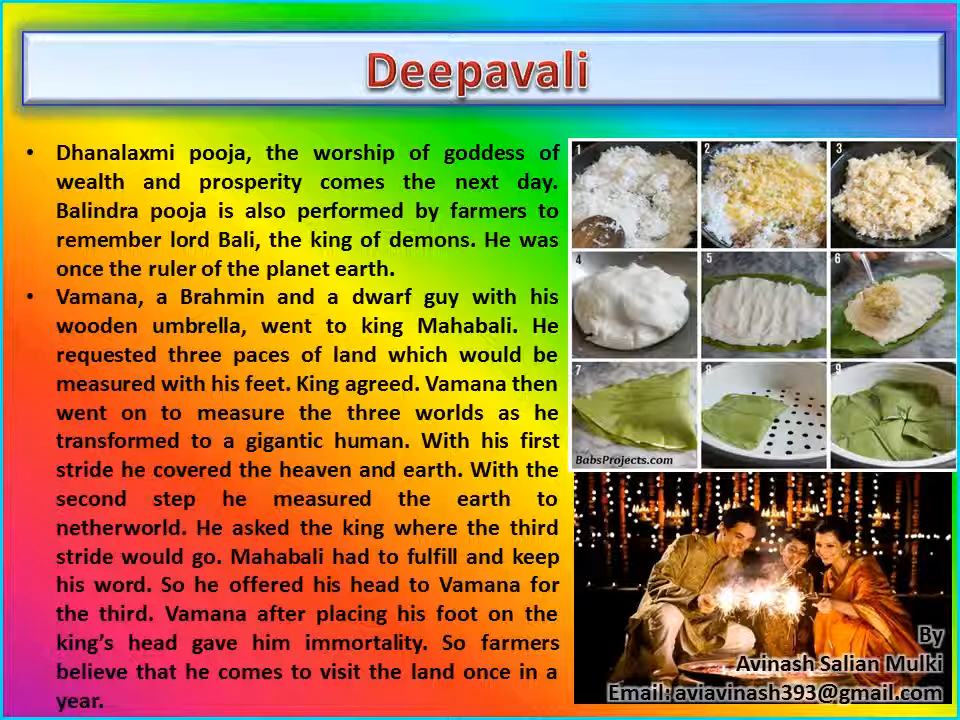 Deepavali
• Dhanalaxmi pooja, the worship of goddess of
wealth and prosperity comes the next day.
Balindra pooja is also performed by farmers to
remember lord Bali, the king of demons. He was
once the ruler of the planet earth.
• Vamana, a Brahmin and a dwarf guy with his
wooden umbrella, went to king Mahabali. He
requested three paces of land which would be
measured with his feet. King agreed. Vamana then
went on to measure the three worlds as he
transformed to a gigantic human. With his first
stride he covered the heaven and earth. With the
second step he measured the earth to
netherworld. He asked the king where the third
stride would go. Mahabali had to fulfill and keep
his word. So he offered his head to Vamana for
the third. Vamana after placing his foot on the
king’s head gave him immortality. So farmers
believe that he comes to visit the land once in a
year.
1 2 3
4 5 6
7 8 9
BabsProjects.com
By
Avinash Salian Mulki
Email: aviavinash393@gmail.com